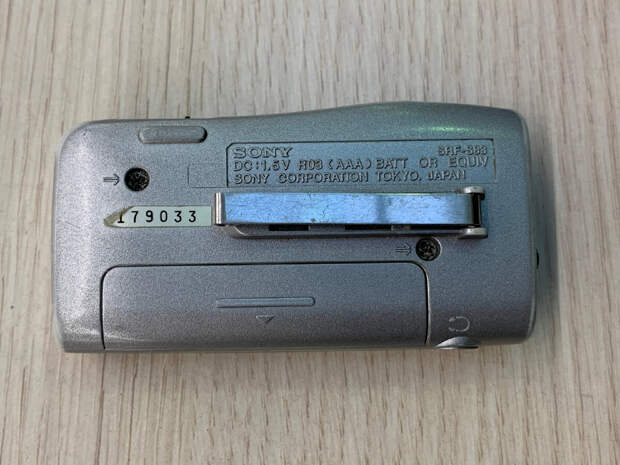 SONY SRF-S83
DC:1.5V R03 (AAA) BATT OR EQUIV
SONY CORPORATION TOKYO, JAPAN
179033